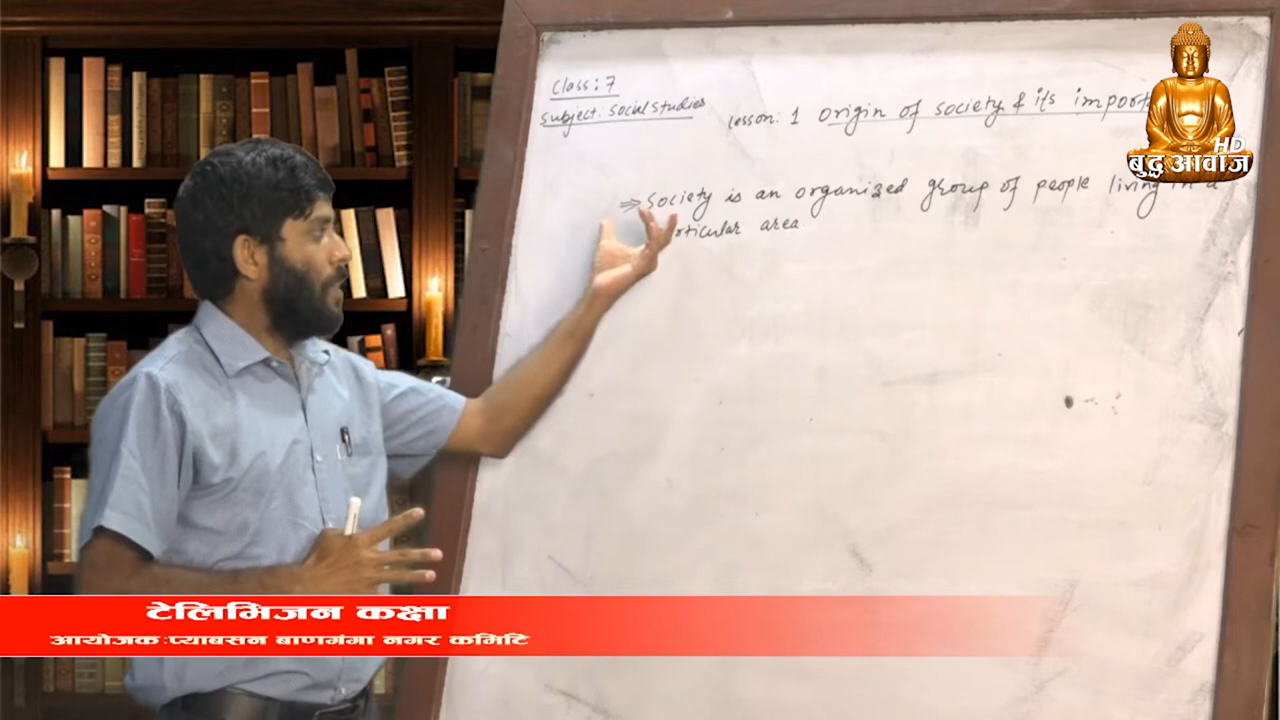 Class: 7
Subject: Social studies
Lesson: 1 Origin of society & its import
HD
बुद्ध आवाज
⇒ Society is an organized group of people living in a
rticular area
टेलिभिजन कक्षा
आयोजक:प्याबसन बाणगंगा नगर कमिटि